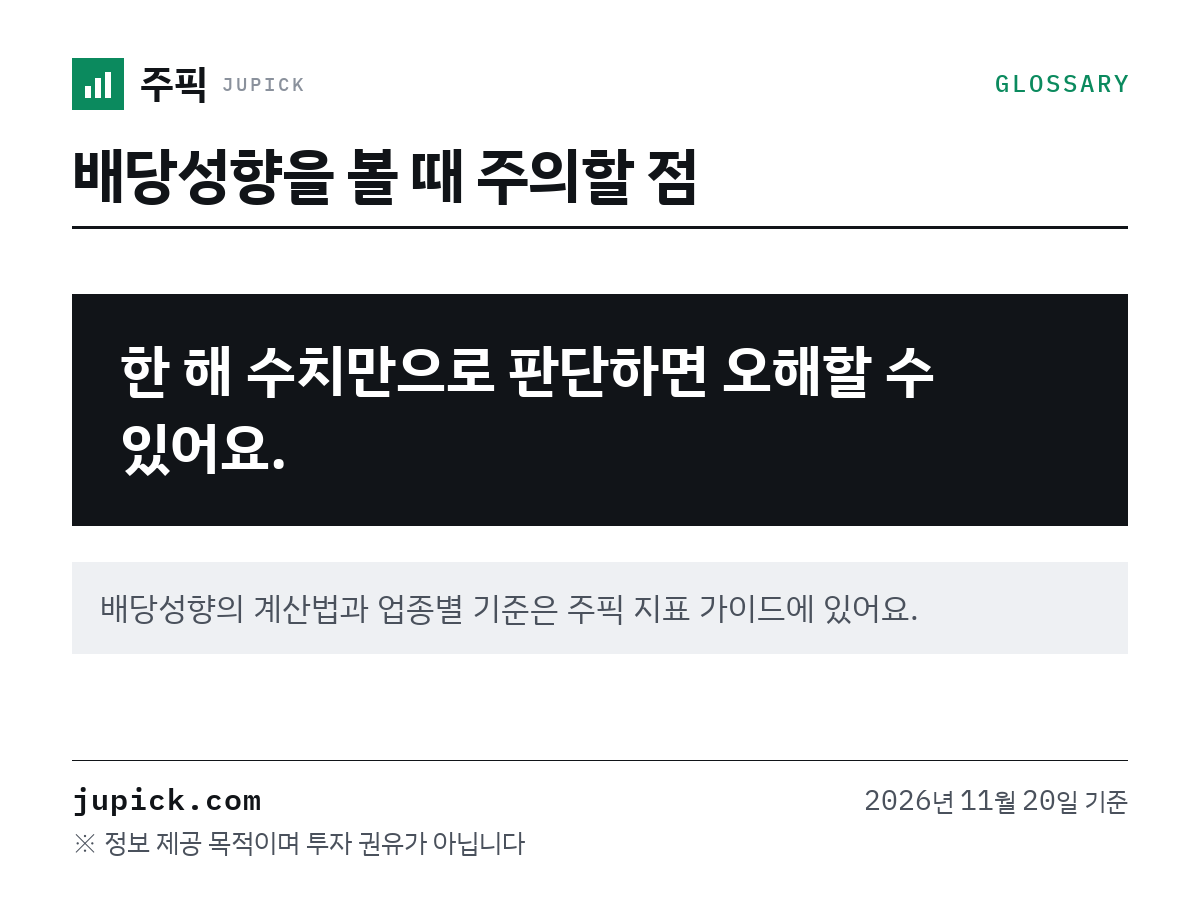 주픽 JUPICK
GLOSSARY
배당성향을 볼 때 주의할 점
한 해 수치만으로 판단하면 오해할 수
있어요.
배당성향의 계산법과 업종별 기준은 주픽 지표 가이드에 있어요.
jupick.com
2026년 11월 20일 기준
※ 정보 제공 목적이며 투자 권유가 아닙니다